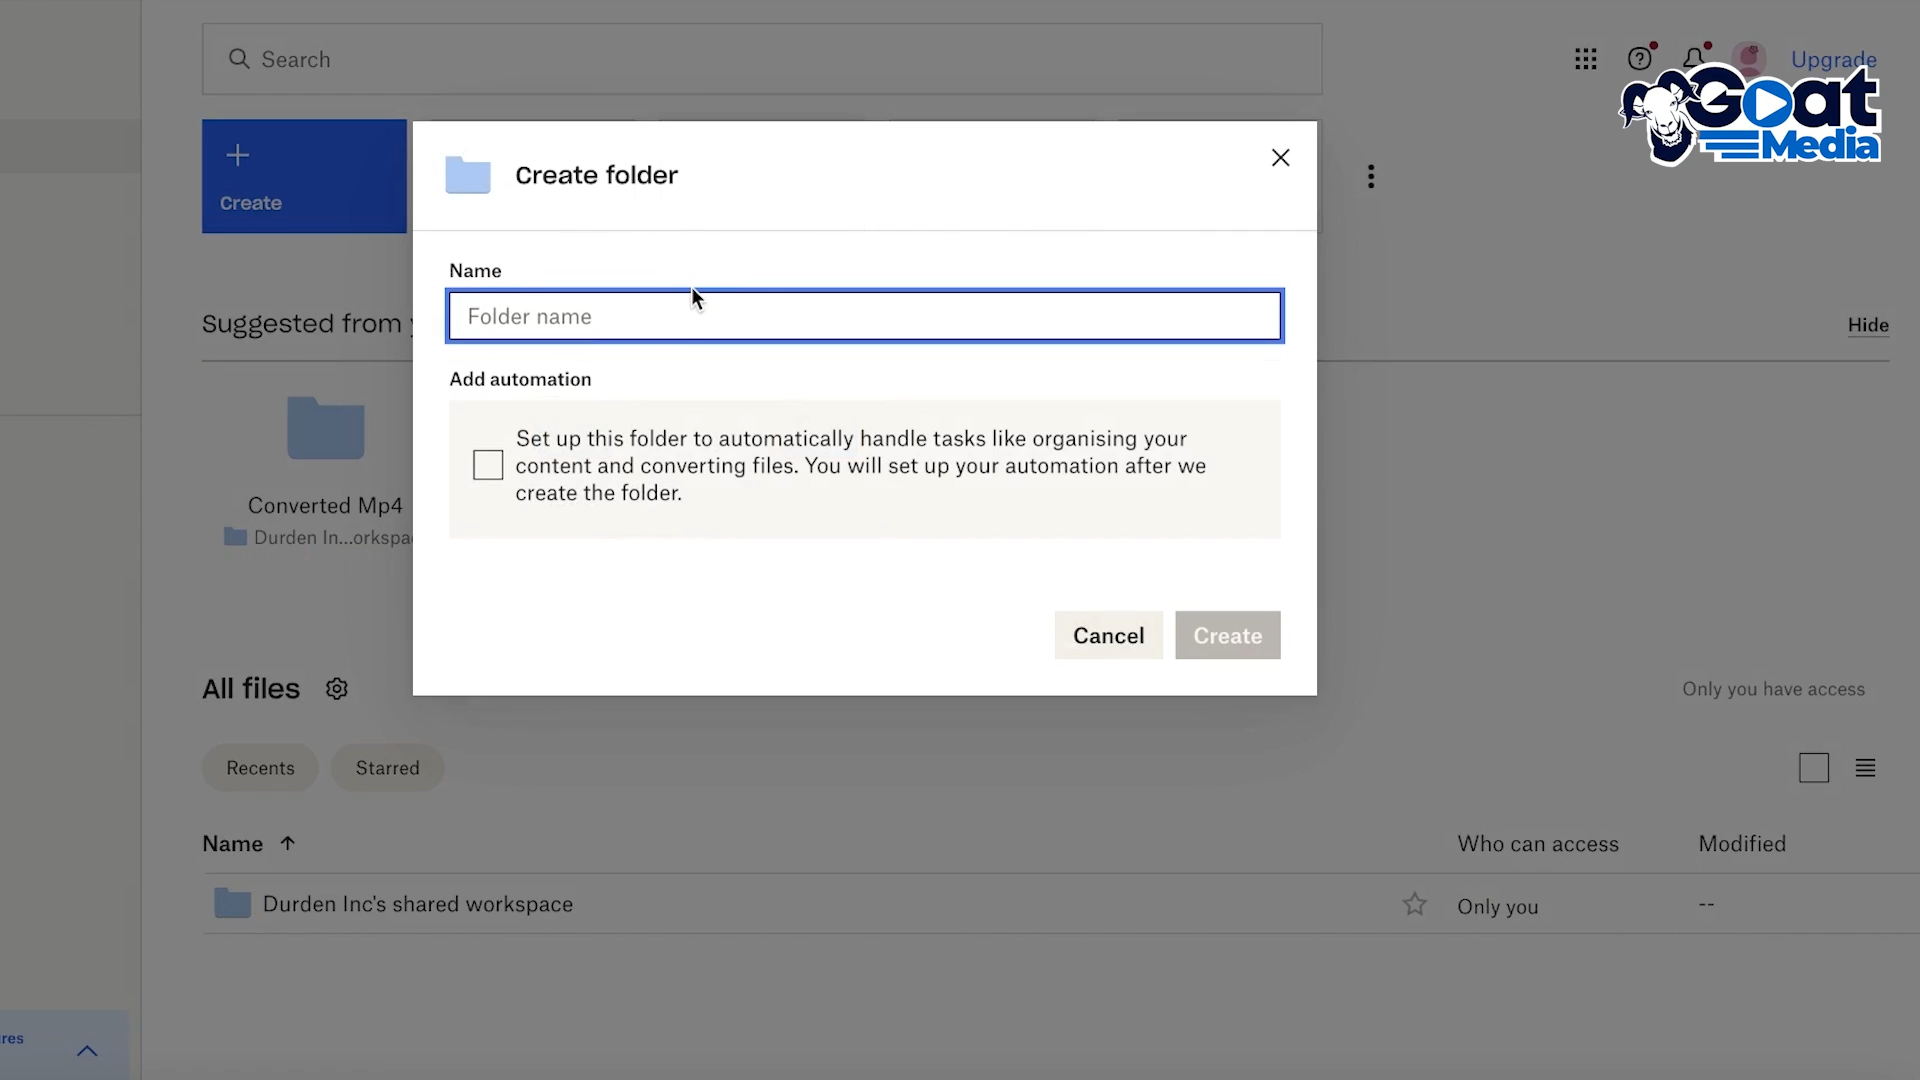 Search
Upgrade
Goat
Media
Create
Create folder
Name
Folder name
Suggested from
Hide
Add automation
Set up this folder to automatically handle tasks like organising your
content and converting files. You will set up your automation after we
create the folder.
Converted Mp4
Durden In...orkspa
Cancel
Create
All files
Only you have access
Recents
Starred
Name
Who can access
Modified
Durden Inc's shared workspace
Only you
--
res